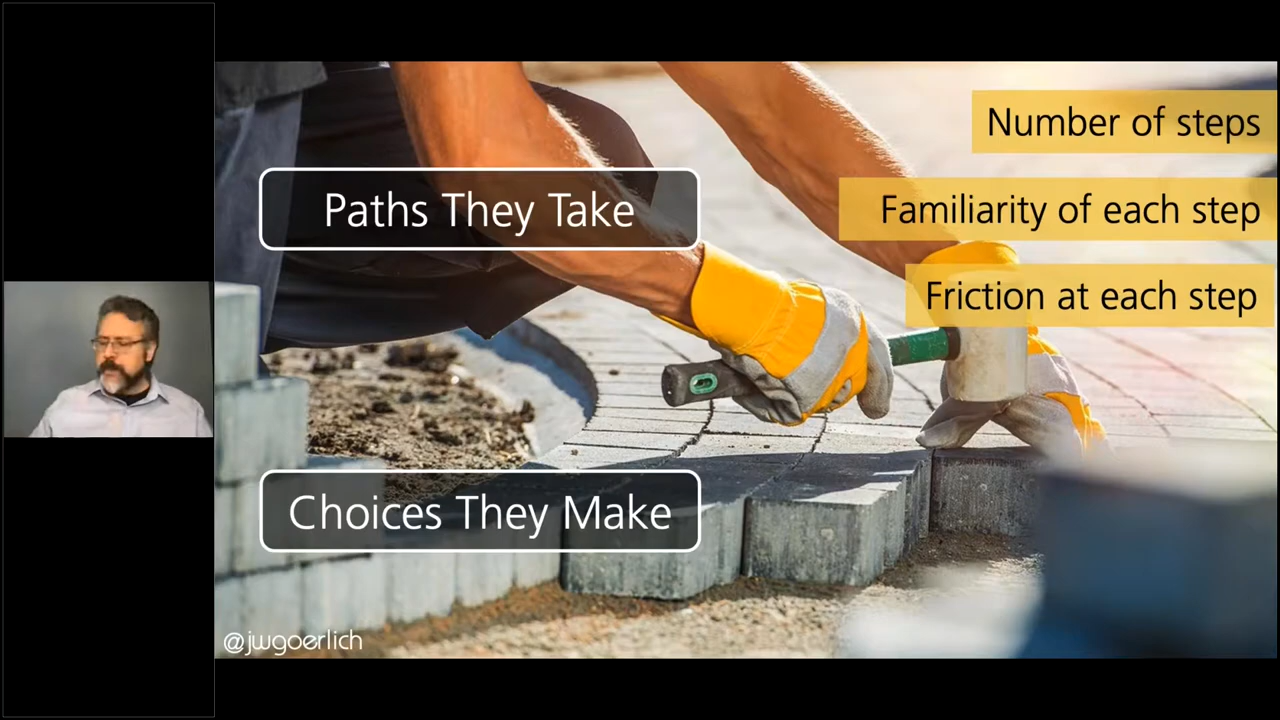 Number of steps
Paths They Take
Familiarity of each step
Friction at each step
Choices They Make
@jwgoerlich